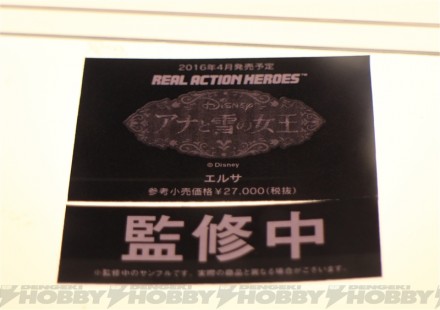 2016年4月発売予定
REAL ACTION HEROES™
Disney
アナと雪の女王
© Disney
エルサ
参考小売価格￥27,000(税抜)
監修中
※監修中のサンプルです。実際の商品と異なる場合がございます。
DENGEKI HOBBY DENGEKI HOBBY DENGEKI HOBBY DENGEKI HOBBY